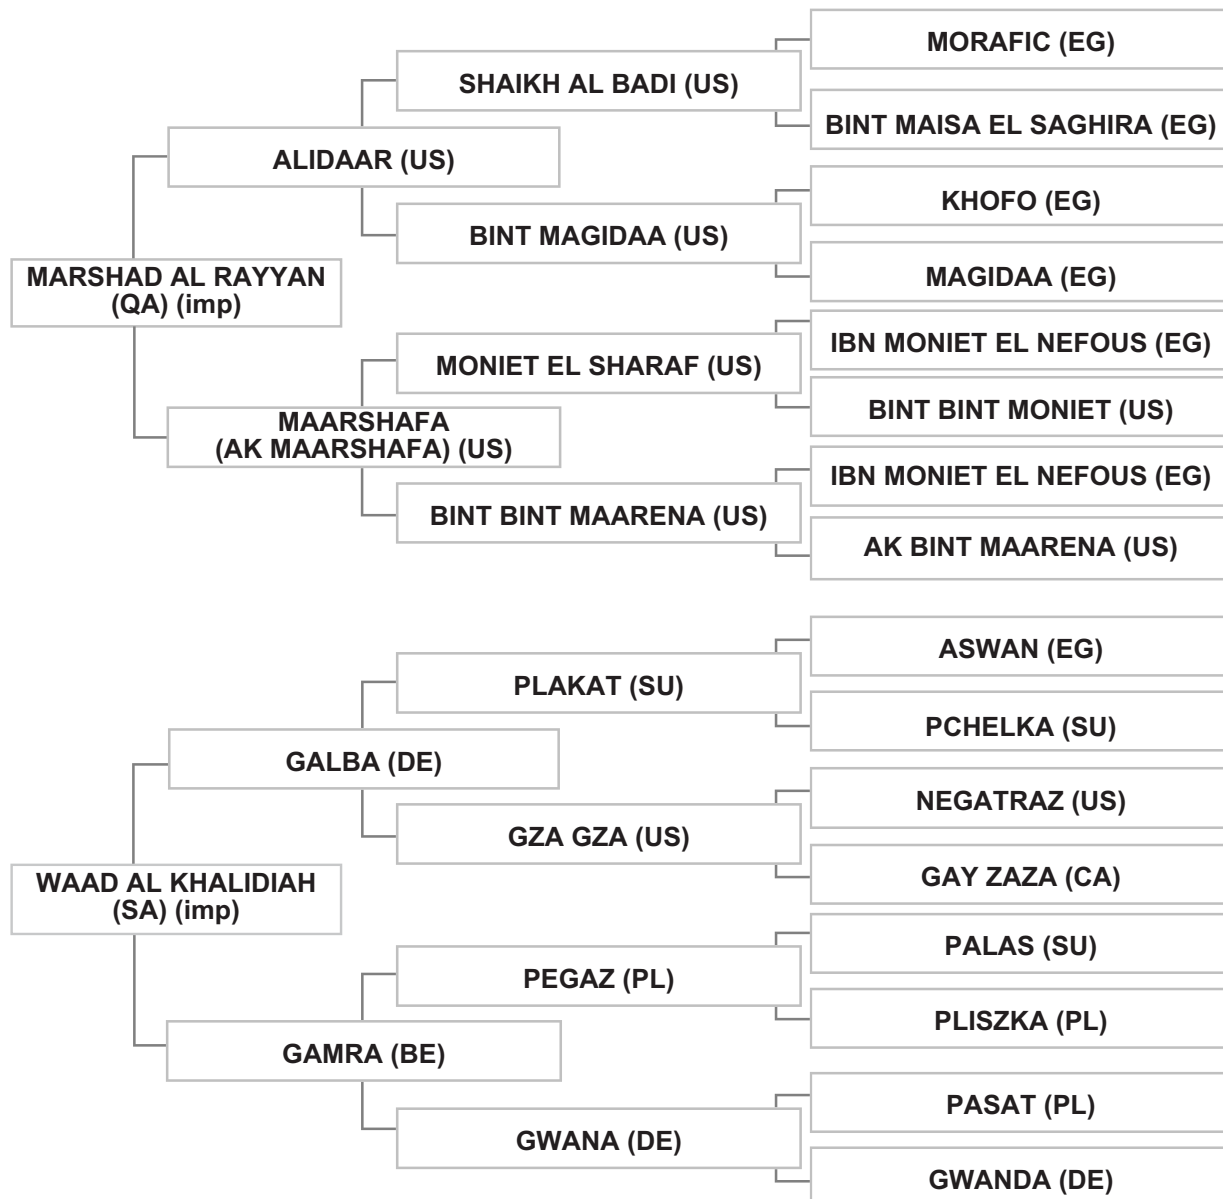 MORAFIC (EG)
SHAIKH AL BADI (US)
BINT MAISA EL SAGHIRA (EG)
ALIDAAR (US)
KHOFO (EG)
BINT MAGIDAA (US)
MAGIDAA (EG)
MARSHAD AL RAYYAN
(QA) (imp)
IBN MONIET EL NEFOUS (EG)
MONIET EL SHARAF (US)
BINT BINT MONIET (US)
MAARSHAFA
(AK MAARSHAFA) (US)
IBN MONIET EL NEFOUS (EG)
BINT BINT MAARENA (US)
AK BINT MAARENA (US)
ASWAN (EG)
PLAKAT (SU)
PCHELKA (SU)
GALBA (DE)
NEGATRAZ (US)
GZA GZA (US)
GAY ZAZA (CA)
WAAD AL KHALIDIAH
(SA) (imp)
PALAS (SU)
PEGAZ (PL)
PLISZKA (PL)
GAMRA (BE)
PASAT (PL)
GWANA (DE)
GWANDA (DE)